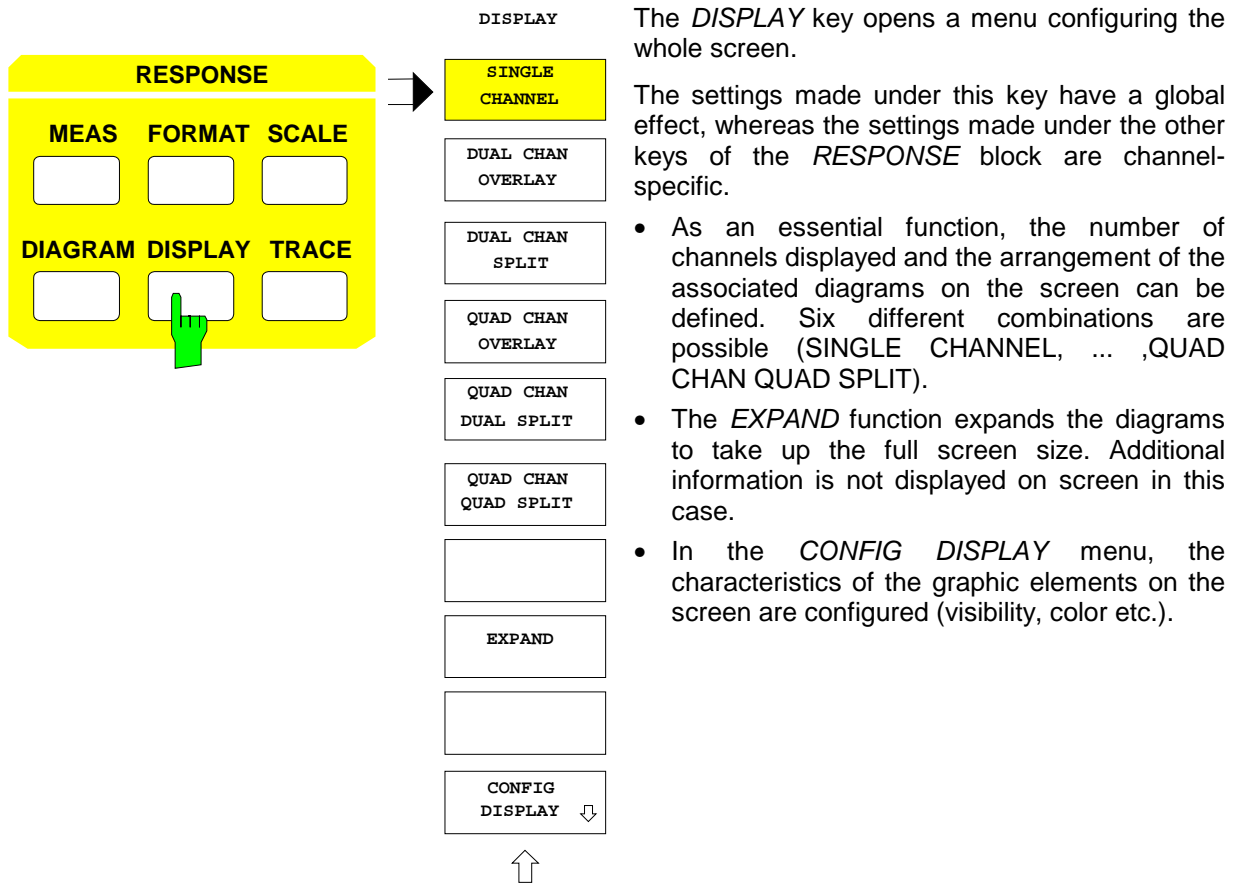 RESPONSE
MEAS FORMAT SCALE
DIAGRAM DISPLAY TRACE
DISPLAY
SINGLE
CHANNEL
DUAL CHAN
OVERLAY
DUAL CHAN
SPLIT
QUAD CHAN
OVERLAY
QUAD CHAN
DUAL SPLIT
QUAD CHAN
QUAD SPLIT
EXPAND
CONFIG
DISPLAY
The DISPLAY key opens a menu configuring the
whole screen.
The settings made under this key have a global
effect, whereas the settings made under the other
keys of the RESPONSE block are channel-
specific.
• As an essential function, the number of
channels displayed and the arrangement of the
associated diagrams on the screen can be
defined. Six different combinations are
possible (SINGLE CHANNEL, ... ,QUAD
CHAN QUAD SPLIT).
• The EXPAND function expands the diagrams
to take up the full screen size. Additional
information is not displayed on screen in this
case.
• In the CONFIG DISPLAY menu, the
characteristics of the graphic elements on the
screen are configured (visibility, color etc.).